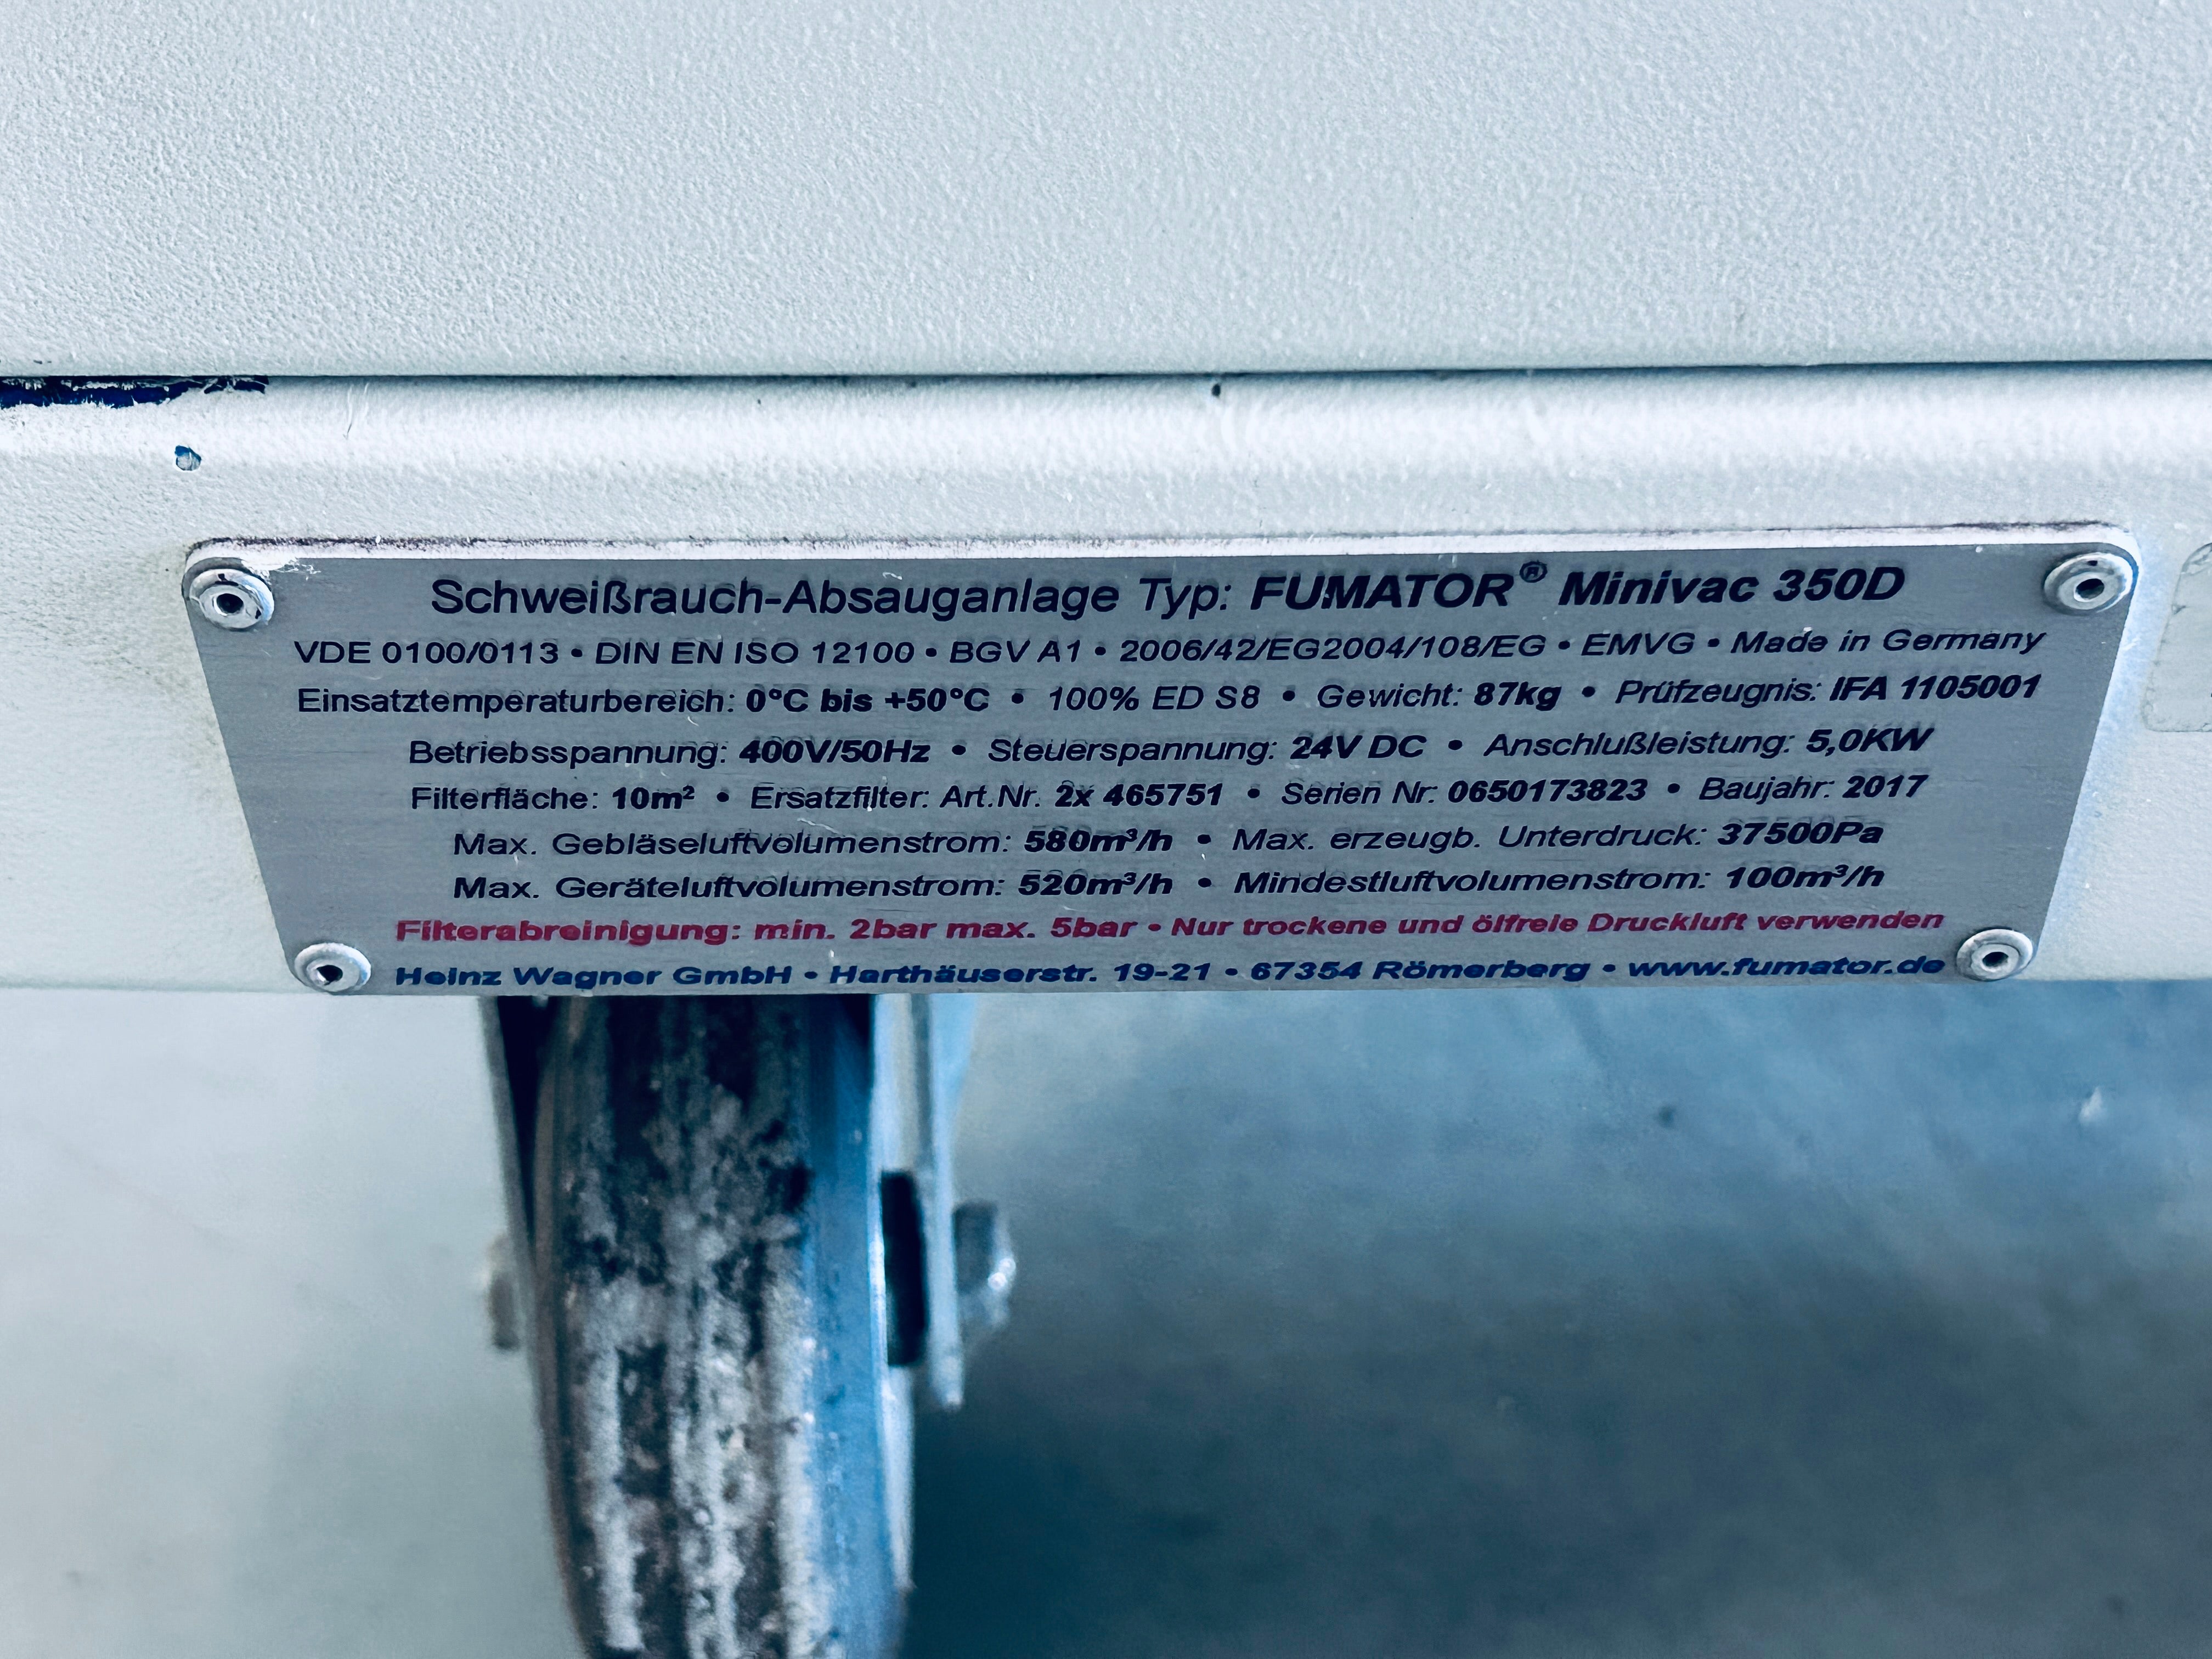 Schweißrauch-Absauganlage Typ: FUMATOR® Minivac 350D
VDE 0100/0113 • DIN EN ISO 12100 • BGV A1 • 2006/42/EG2004/108/EG • EMVG • Made in Germany
Einsatztemperaturbereich: 0°C bis +50°C • 100% ED S8 • Gewicht: 87kg • Prüfzeugnis: IFA 1105001
Betriebsspannung: 400V/50Hz • Steuerspannung: 24V DC • Anschlußleistung: 5,0KW
Filterfläche: 10m² • Ersatzfilter: Art.Nr. 2x 465751 • Serien Nr: 0650173823 • Baujahr: 2017
Max. Gebläseluftvolumenstrom: 580m³/h • Max. erzeugb. Unterdruck: 37500Pa
Max. Geräteluftvolumenstrom: 520m³/h • Mindestluftvolumenstrom: 100m³/h
Filterabreinigung: min. 2bar max. 5bar • Nur trockene und ölfreie Druckluft verwenden
Heinz Wagner GmbH • Harthäuserstr. 19-21 • 67354 Römerberg • www.fumator.de